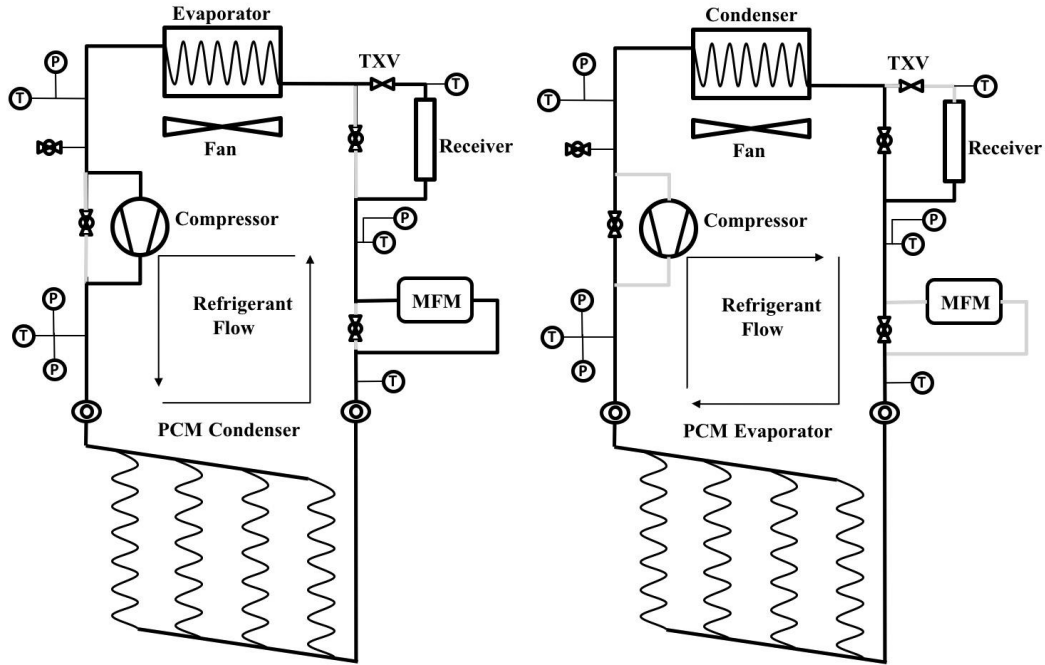 Evaporator
P
TXV
T
T
Fan
Receiver
Compressor
P
T
Refrigerant
Flow
MFM
P
T
P
T
PCM Condenser
Condenser
P
TXV
T
T
Fan
Receiver
Compressor
P
T
Refrigerant
Flow
MFM
P
T
P
T
PCM Evaporator